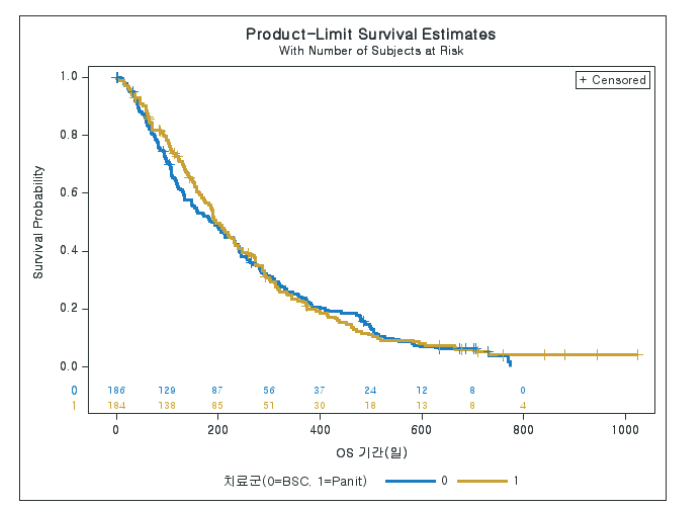 Product-Limit Survival Estimates
With Number of Subjects at Risk
+ Censored
1.0
0.8
0.6
0.4
0.2
0.0
Survival Probability
0 186 129 87 56 37 24 12 8 0
1 184 138 85 51 30 18 13 8 4
0 200 400 600 800 1000
OS 기간(일)
치료군(0=BSC, 1=Panit) 0 1